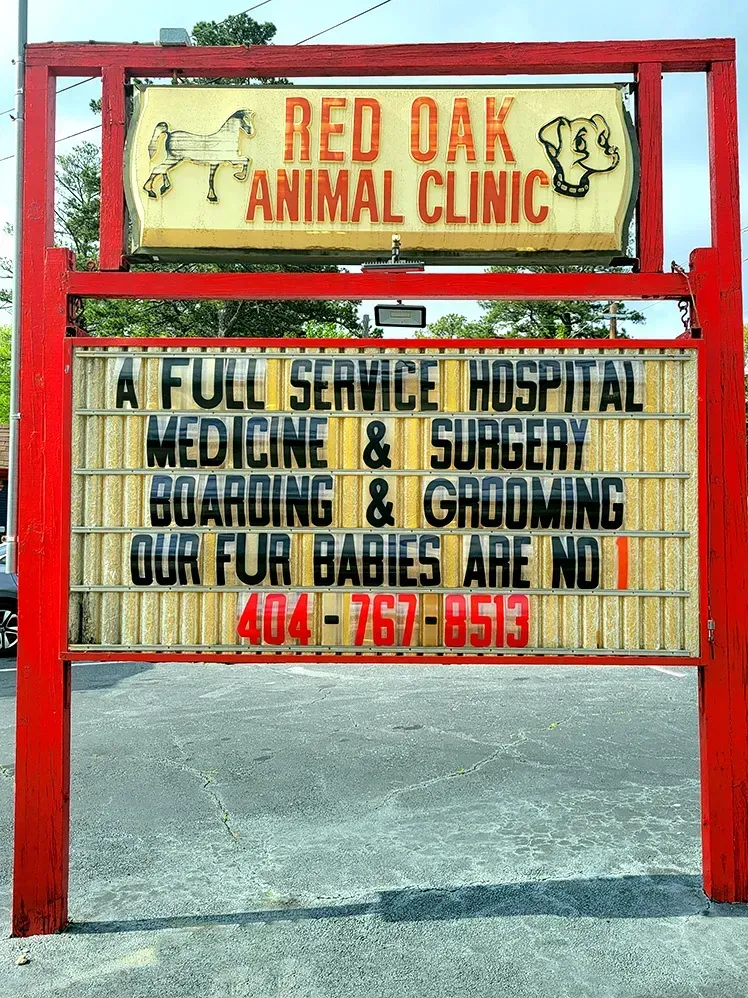 RED OAK
ANIMAL CLINIC
A FULL SERVICE HOSPITAL
MEDICINE & SURGERY
BOARDING & GROOMING
OUR FUR BABIES ARE NO 1
404-767-8513